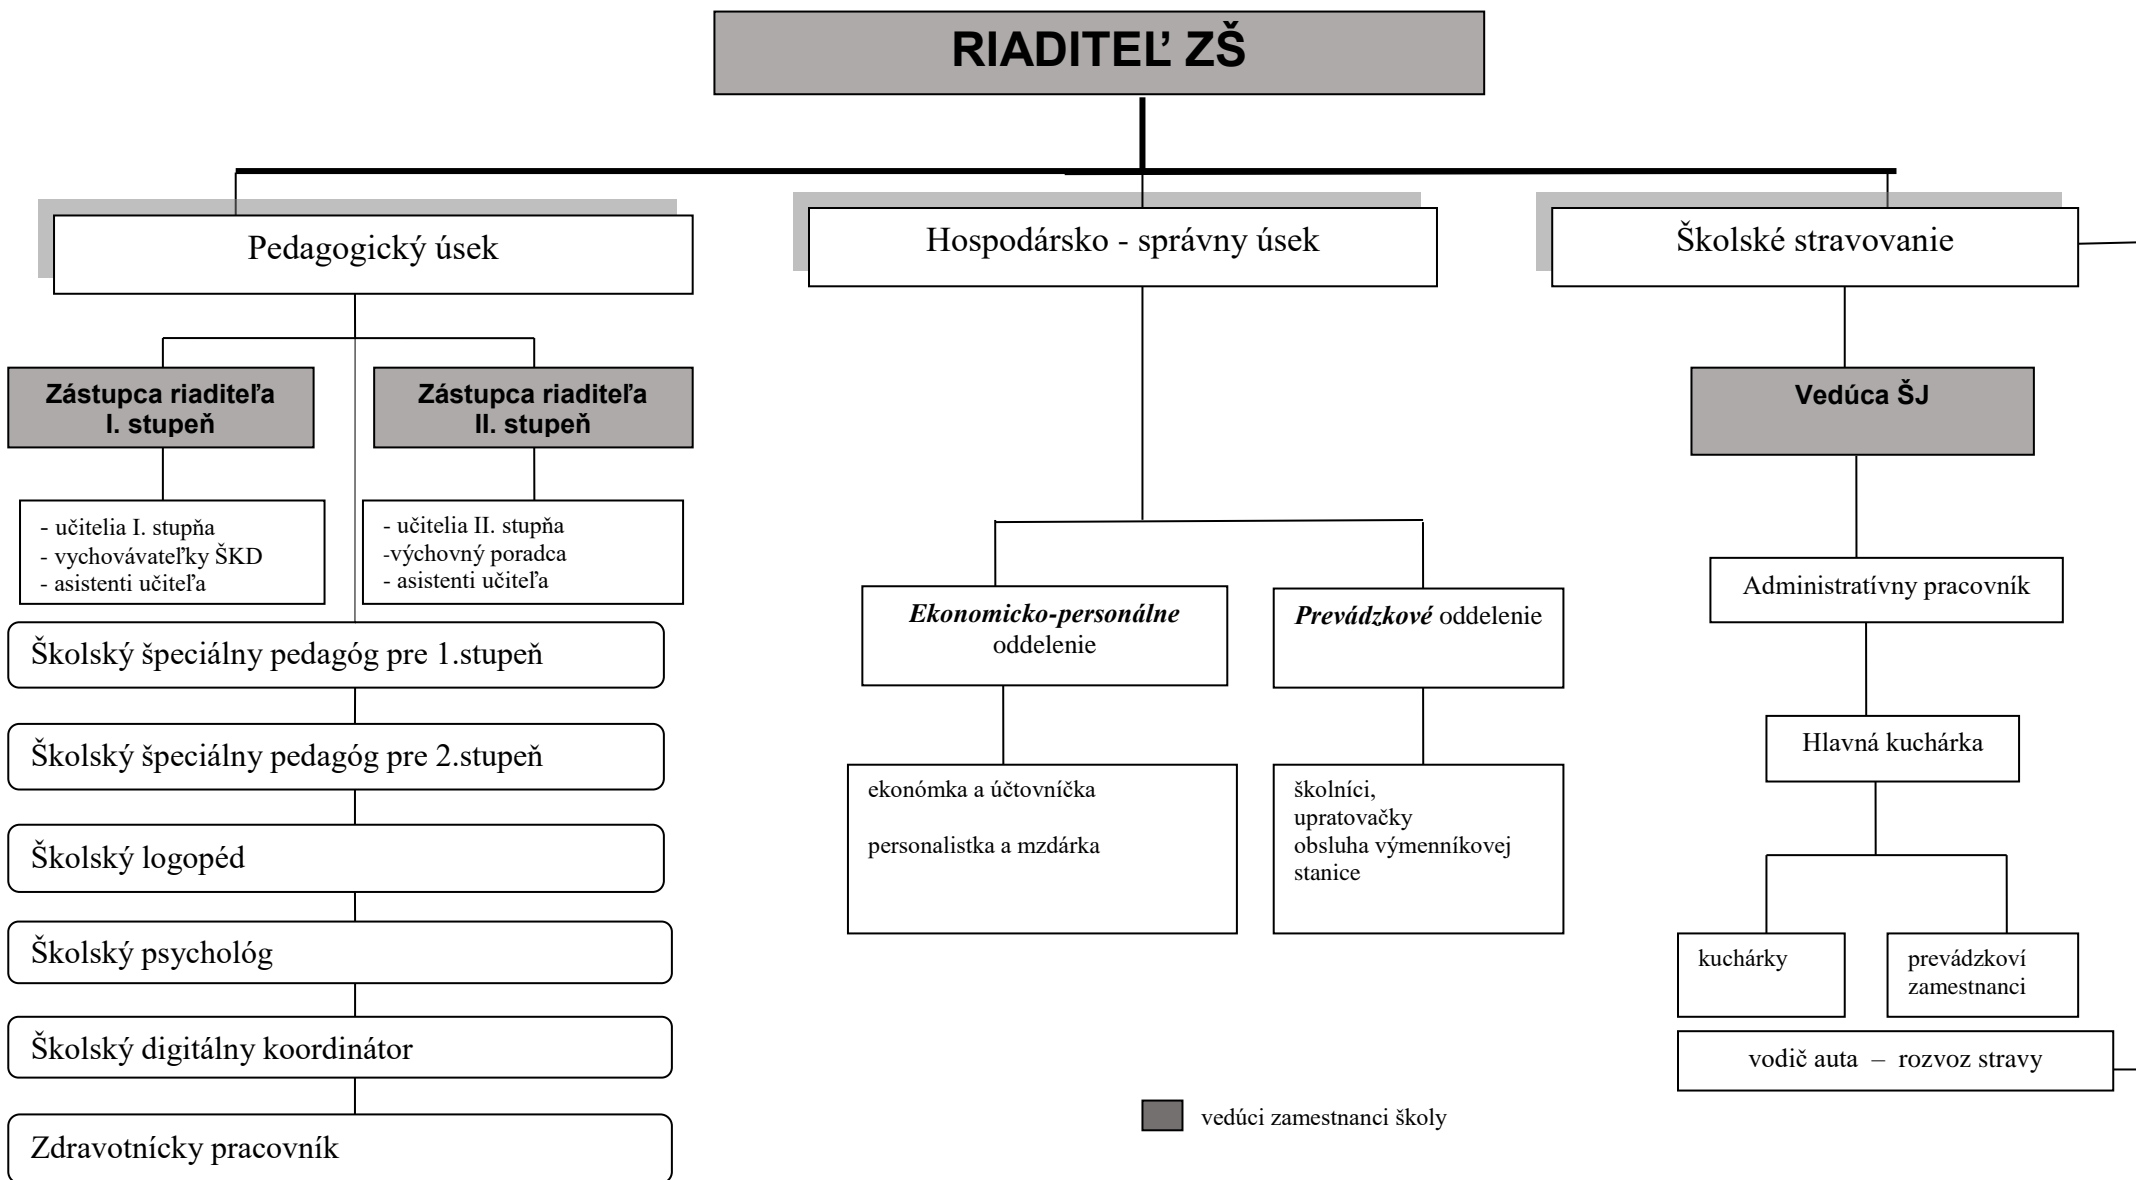 RIADITEĽ ZŠ
Pedagogický úsek
Hospodársko - správny úsek
Školské stravovanie
Zástupca riaditeľa
I. stupeň
Zástupca riaditeľa
II. stupeň
Vedúca ŠJ
- učitelia I. stupňa
- vychovávateľky ŠKD
- asistenti učiteľa
- učitelia II. stupňa
-výchovný poradca
- asistenti učiteľa
Školský špeciálny pedagóg pre 1.stupeň
Školský špeciálny pedagóg pre 2.stupeň
Školský logopéd
Školský psychológ
Školský digitálny koordinátor
Zdravotnícky pracovník
Ekonomicko-personálne
oddelenie
Prevádzkové oddelenie
ekonómka a účtovníčka
personalistka a mzdárka
školníci,
upratovačky
obsluha výmenníkovej
stanice
Administratívny pracovník
Hlavná kuchárka
kuchárky
prevádzkoví
zamestnanci
vodič auta – rozvoz stravy
vedúci zamestnanci školy